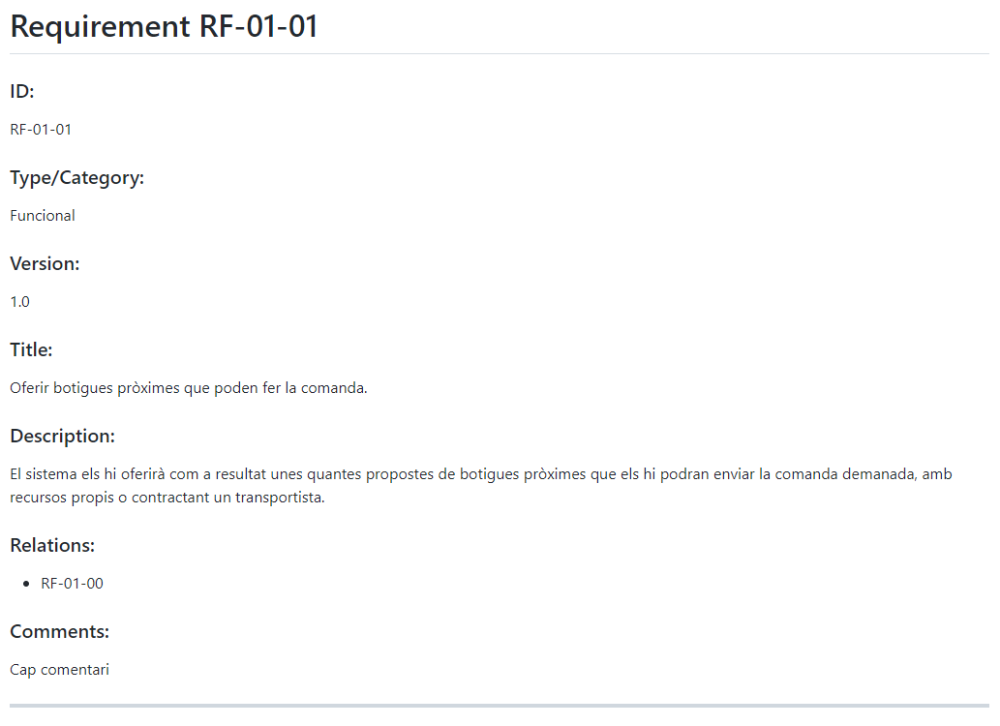 Requirement RF-01-01
ID:
RF-01-01
Type/Category:
Funcional
Version:
1.0
Title:
Oferir botigues pròximes que poden fer la comanda.
Description:
El sistema els hi oferirà com a resultat unes quantes propostes de botigues pròximes que els hi podran enviar la comanda demanada, amb
recursos propis o contractant un transportista.
Relations:
• RF-01-00
Comments:
Cap comentari